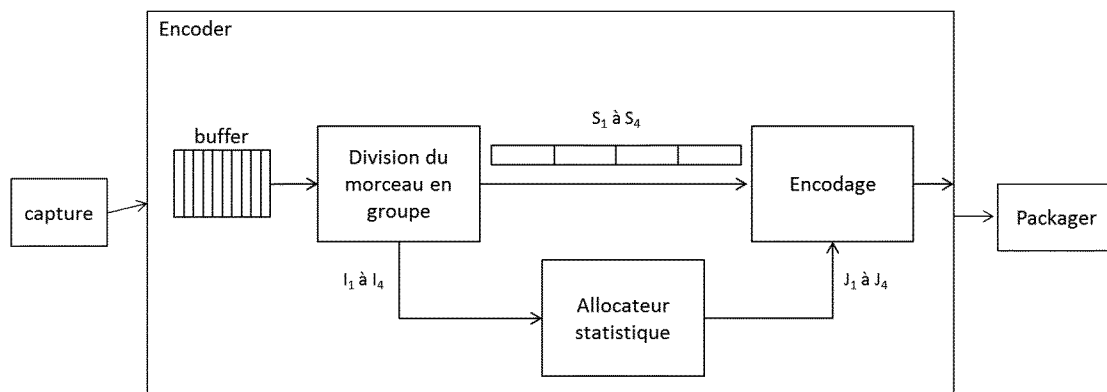 Encoder
buffer
S₁ à S₄
Division du
morceau en
groupe
Encodage
capture
Packager
I₁ à I₄
J₁ à J₄
Allocateur
statistique